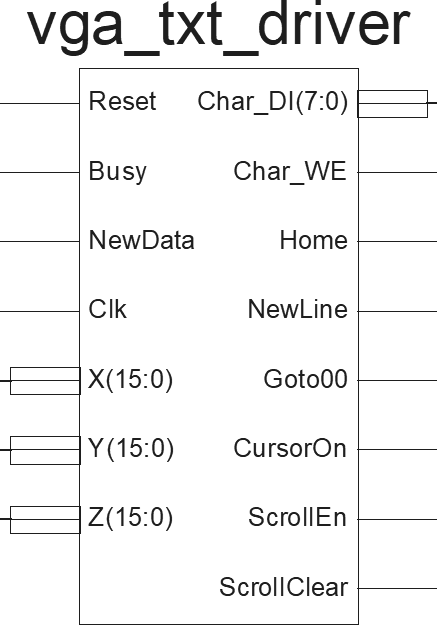 vga_txt_driver
Reset Char_DI(7:0)
Busy Char_WE
NewData Home
Clk NewLine
X(15:0) Goto00
Y(15:0) CursorOn
Z(15:0) ScrollEn
ScrollClear